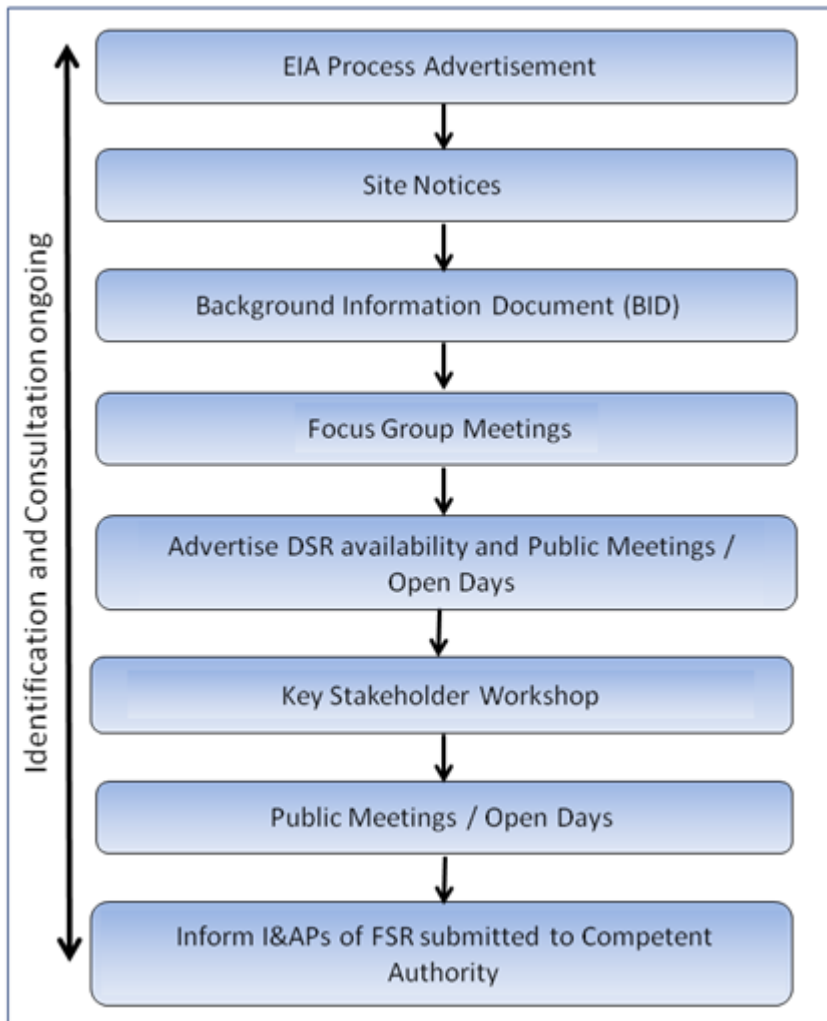 Identification and Consultation ongoing
EIA Process Advertisement
Site Notices
Background Information Document (BID)
Focus Group Meetings
Advertise DSR availability and Public Meetings /
Open Days
Key Stakeholder Workshop
Public Meetings / Open Days
Inform I&APs of FSR submitted to Competent
Authority